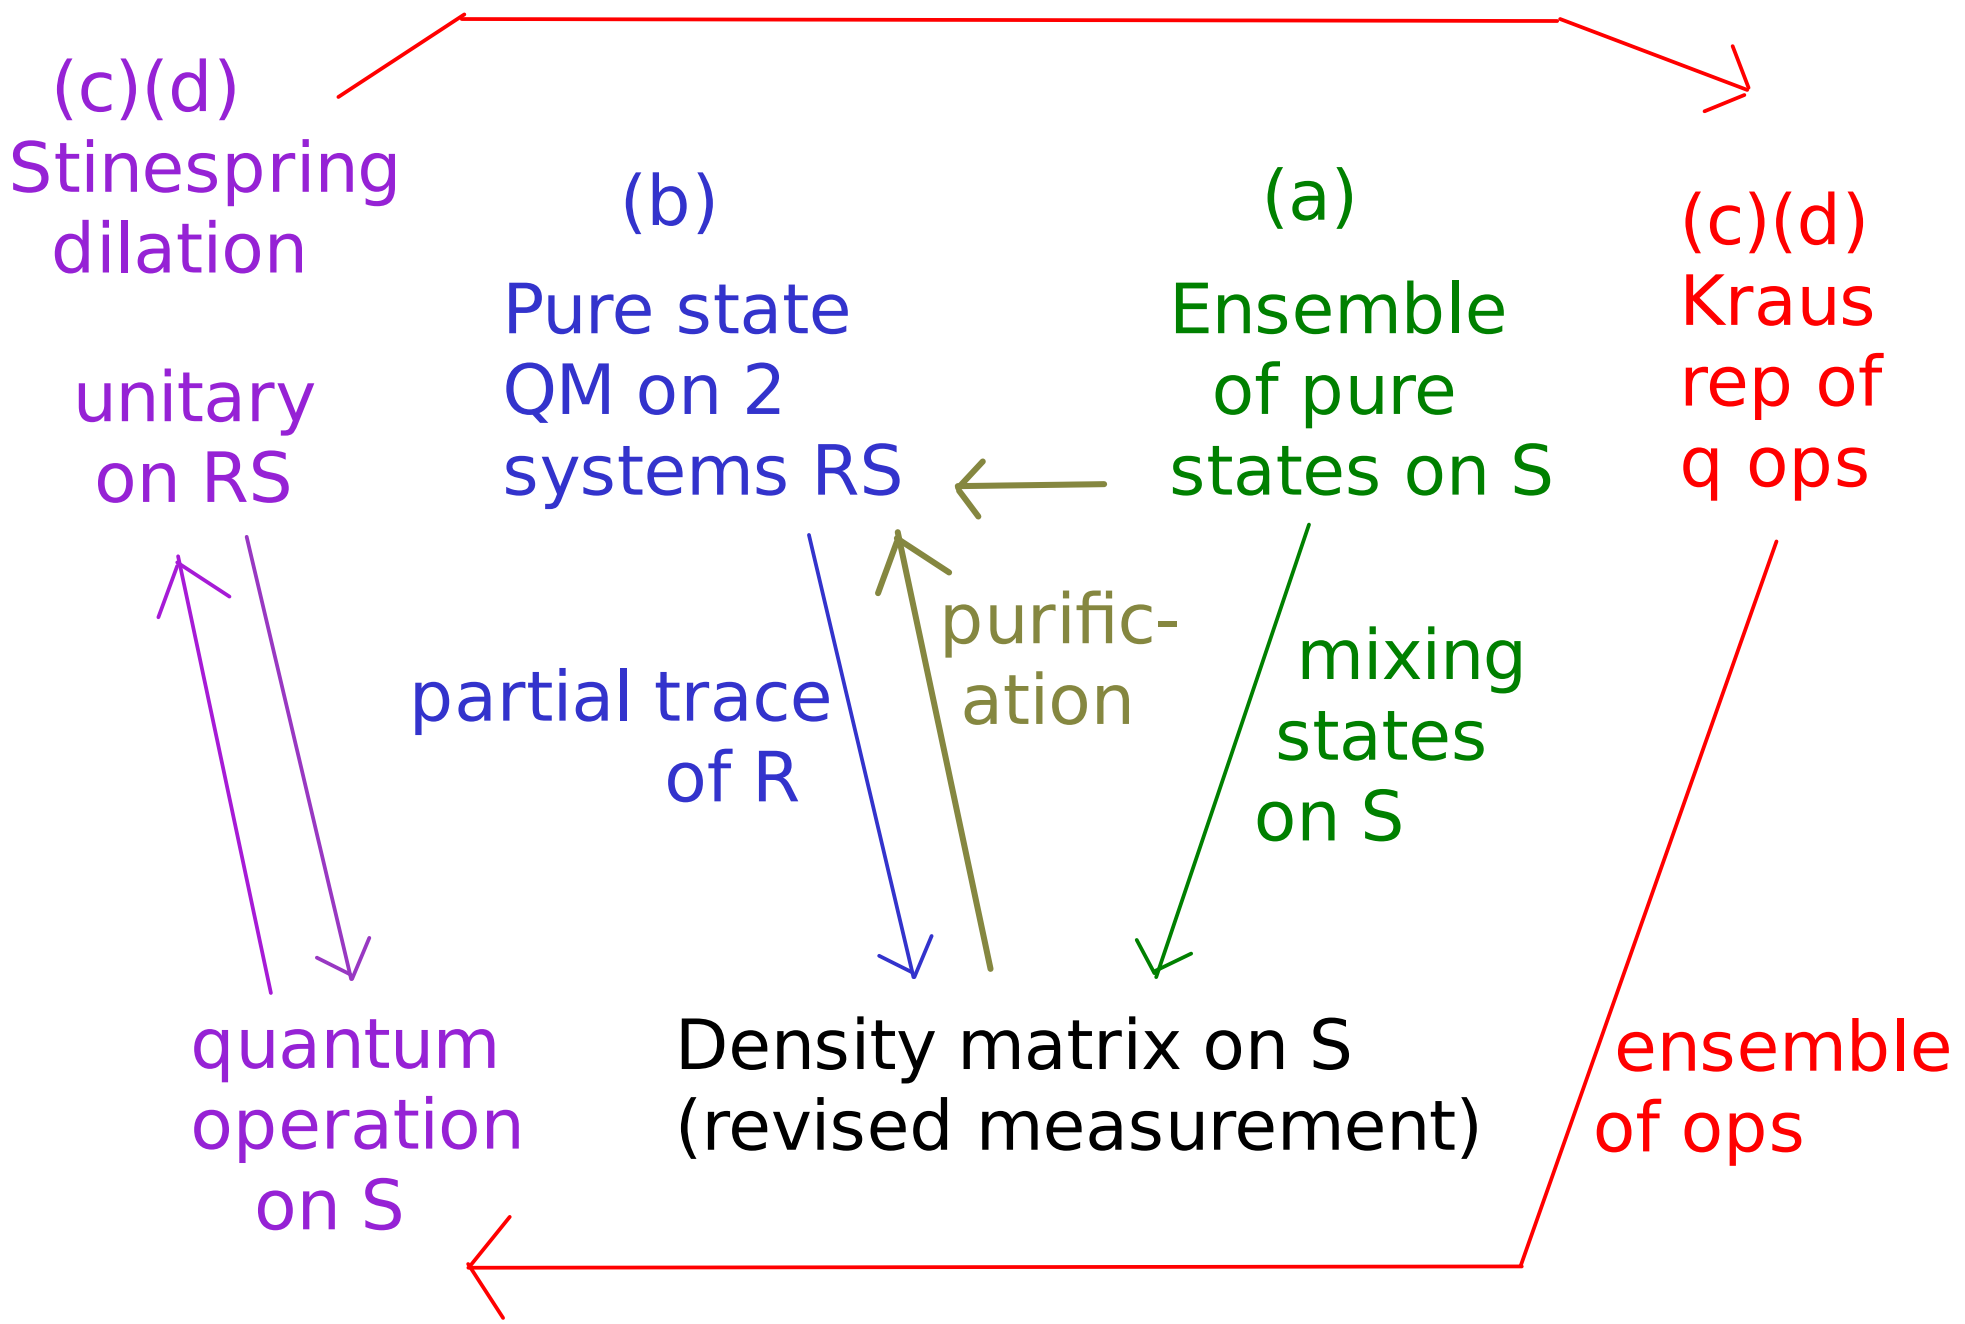 (c)(d)
Stinespring
dilation
unitary
on RS
(b)
Pure state
QM on 2
systems RS
(a)
Ensemble
of pure
states on S
(c)(d)
Kraus
rep of
q ops
partial trace
of R
purific-
ation
mixing
states
on S
quantum
operation
on S
Density matrix on S
(revised measurement)
ensemble
of ops